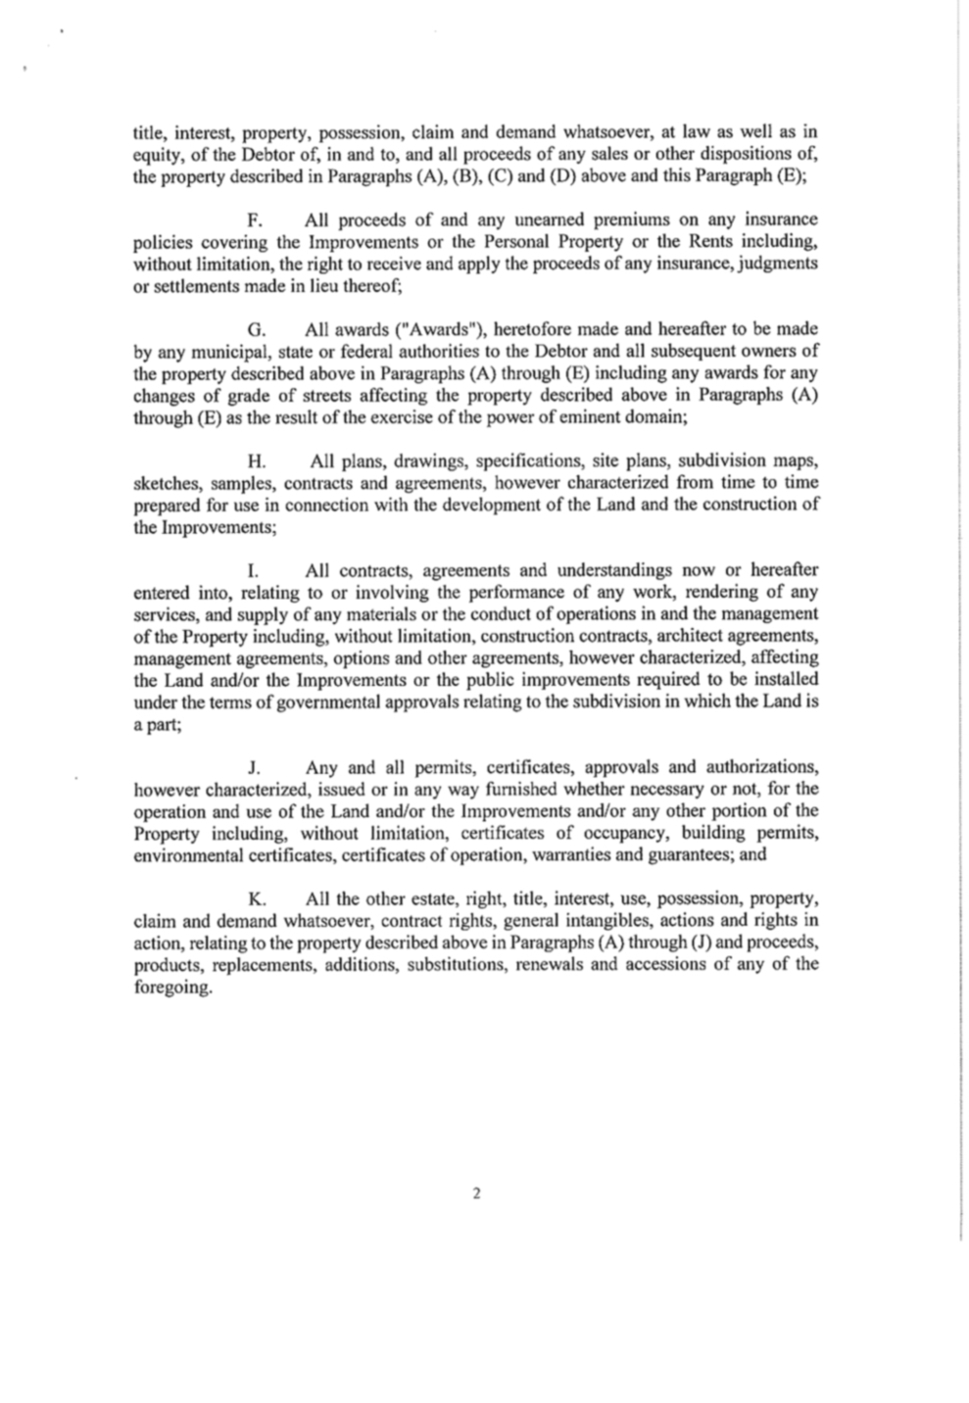 title, interest, property, possession, claim and demand whatsoever, at law as well as in
equity, of the Debtor of, in and to, and all proceeds of any sales or other dispositions of,
the property described in Paragraphs (A), (B), (C) and (D) above and this Paragraph (E);
F. All proceeds of and any unearned premiums on any insurance
policies covering the Improvements or the Personal Property or the Rents including,
without limitation, the right to receive and apply the proceeds of any insurance, judgments
or settlements made in lieu thereof;
G. All awards ("Awards"), heretofore made and hereafter to be made
by any municipal, state or federal authorities to the Debtor and all subsequent owners of
the property described above in Paragraphs (A) through (E) including any awards for any
changes of grade of streets affecting the property described above in Paragraphs (A)
through (E) as the result of the exercise of the power of eminent domain;
H. All plans, drawings, specifications, site plans, subdivision maps,
sketches, samples, contracts and agreements, however characterized from time to time
prepared for use in connection with the development of the Land and the construction of
the Improvements;
I. All contracts, agreements and understandings now or hereafter
entered into, relating to or involving the performance of any work, rendering of any
services, and supply of any materials or the conduct of operations in and the management
of the Property including, without limitation, construction contracts, architect agreements,
management agreements, options and other agreements, however characterized, affecting
the Land and/or the Improvements or the public improvements required to be installed
under the terms of governmental approvals relating to the subdivision in which the Land is
a part;
J. Any and all permits, certificates, approvals and authorizations,
however characterized, issued or in any way furnished whether necessary or not, for the
operation and use of the Land and/or the Improvements and/or any other portion of the
Property including, without limitation, certificates of occupancy, building permits,
environmental certificates, certificates of operation, warranties and guarantees; and
K. All the other estate, right, title, interest, use, possession, property,
claim and demand whatsoever, contract rights, general intangibles, actions and rights in
action, relating to the property described above in Paragraphs (A) through (J) and proceeds,
products, replacements, additions, substitutions, renewals and accessions of any of the
foregoing.
2